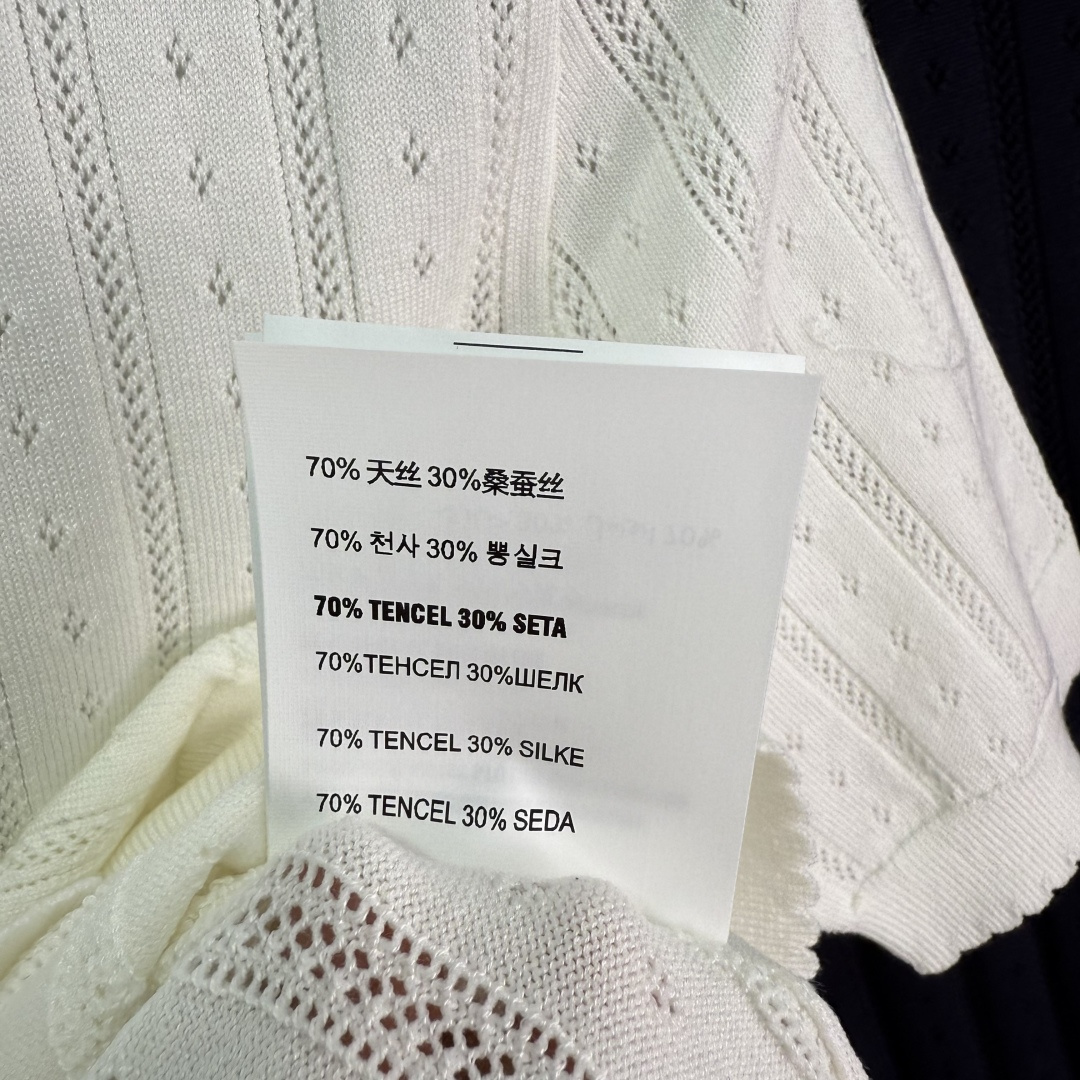 70% 天丝 30%桑蚕丝
70% 천사 30% 뽕실크
70% TENCEL 30% SETA
70%ТЕНСЕЛ 30%ШЕЛК
70% TENCEL 30% SILKE
70% TENCEL 30% SEDA